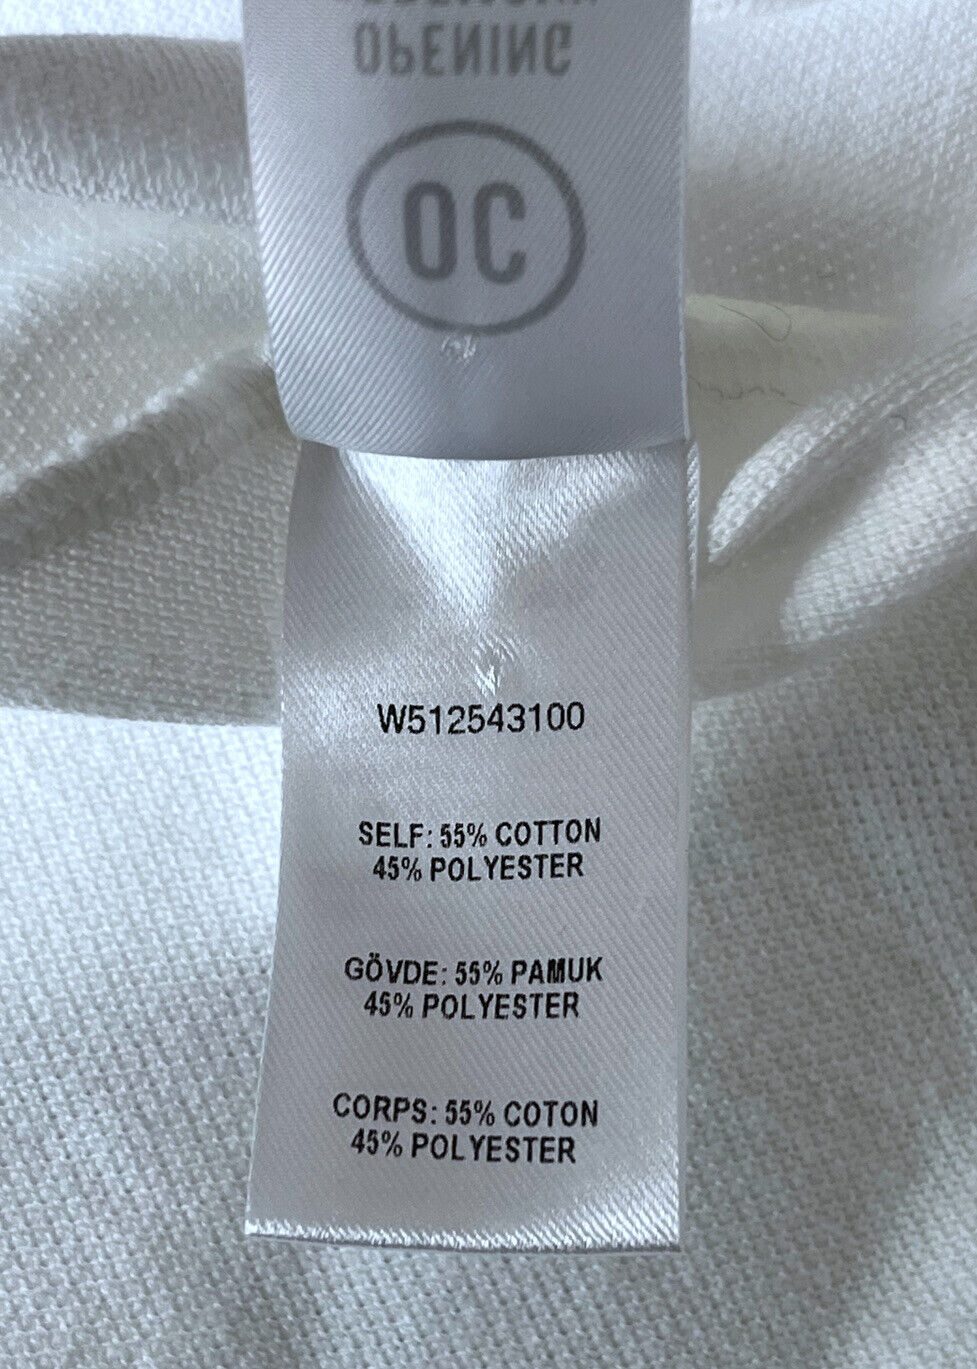 OPENING
OC
W512543100
SELF: 55% COTTON
45% POLYESTER
GÖVDE: 55% PAMUK
45% POLYESTER
CORPS: 55% COTON
45% POLYESTER